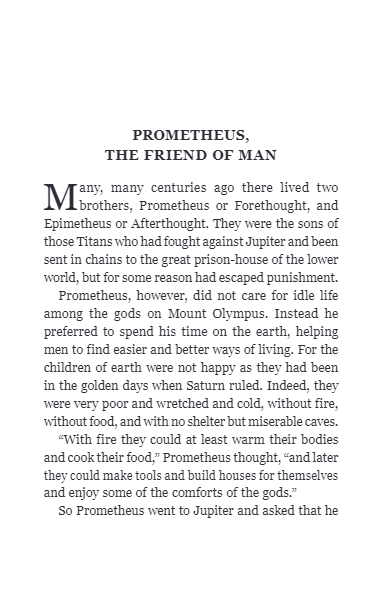 PROMETHEUS,
THE FRIEND OF MAN
Many, many centuries ago there lived two
brothers, Prometheus or Forethought, and
Epimetheus or Afterthought. They were the sons of
those Titans who had fought against Jupiter and been
sent in chains to the great prison-house of the lower
world, but for some reason had escaped punishment.
Prometheus, however, did not care for idle life
among the gods on Mount Olympus. Instead he
preferred to spend his time on the earth, helping
men to find easier and better ways of living. For the
children of earth were not happy as they had been
in the golden days when Saturn ruled. Indeed, they
were very poor and wretched and cold, without fire,
without food, and with no shelter but miserable caves.
“With fire they could at least warm their bodies
and cook their food,” Prometheus thought, “and later
they could make tools and build houses for themselves
and enjoy some of the comforts of the gods.”
So Prometheus went to Jupiter and asked that he